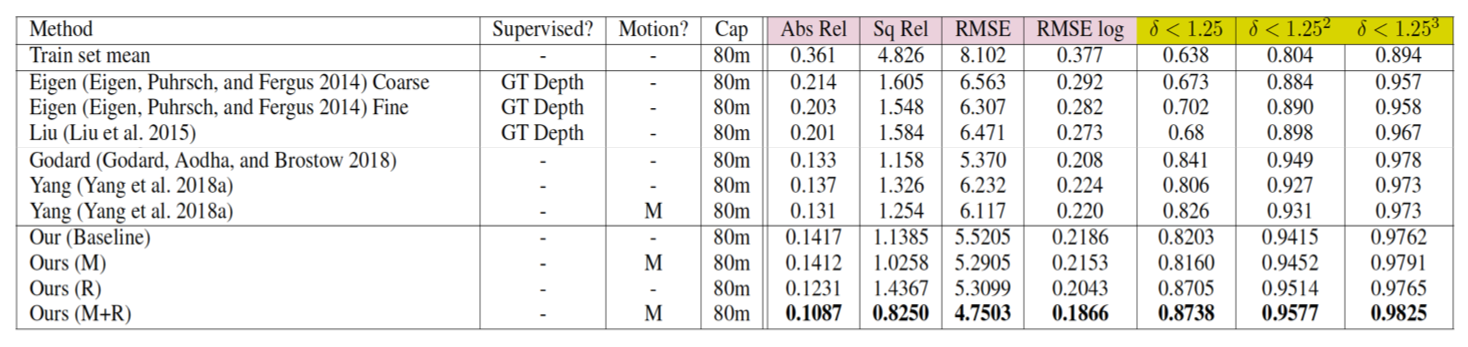 Method Supervised? Motion? Cap Abs Rel Sq Rel RMSE RMSE log δ < 1.25 δ < 1.25² δ < 1.25³
Train set mean - - 80m 0.361 4.826 8.102 0.377 0.638 0.804 0.894
Eigen (Eigen, Puhrsch, and Fergus 2014) Coarse GT Depth - 80m 0.214 1.605 6.563 0.292 0.673 0.884 0.957
Eigen (Eigen, Puhrsch, and Fergus 2014) Fine GT Depth - 80m 0.203 1.548 6.307 0.282 0.702 0.890 0.958
Liu (Liu et al. 2015) GT Depth - 80m 0.201 1.584 6.471 0.273 0.68 0.898 0.967
Godard (Godard, Aodha, and Brostow 2018) - - 80m 0.133 1.158 5.370 0.208 0.841 0.949 0.978
Yang (Yang et al. 2018a) - - 80m 0.137 1.326 6.232 0.224 0.806 0.927 0.973
Yang (Yang et al. 2018a) - M 80m 0.131 1.254 6.117 0.220 0.826 0.931 0.973
Our (Baseline) - - 80m 0.1417 1.1385 5.5205 0.2186 0.8203 0.9415 0.9762
Ours (M) - M 80m 0.1412 1.0258 5.2905 0.2153 0.8160 0.9452 0.9791
Ours (R) - - 80m 0.1231 1.4367 5.3099 0.2043 0.8705 0.9514 0.9765
Ours (M+R) - M 80m 0.1087 0.8250 4.7503 0.1866 0.8738 0.9577 0.9825